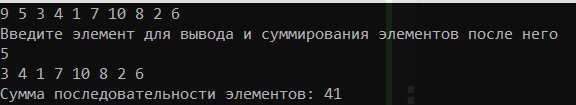 9 5 3 4 1 7 10 8 2 6
Введите элемент для вывода и суммирования элементов после него
5
3 4 1 7 10 8 2 6
Сумма последовательности элементов: 41